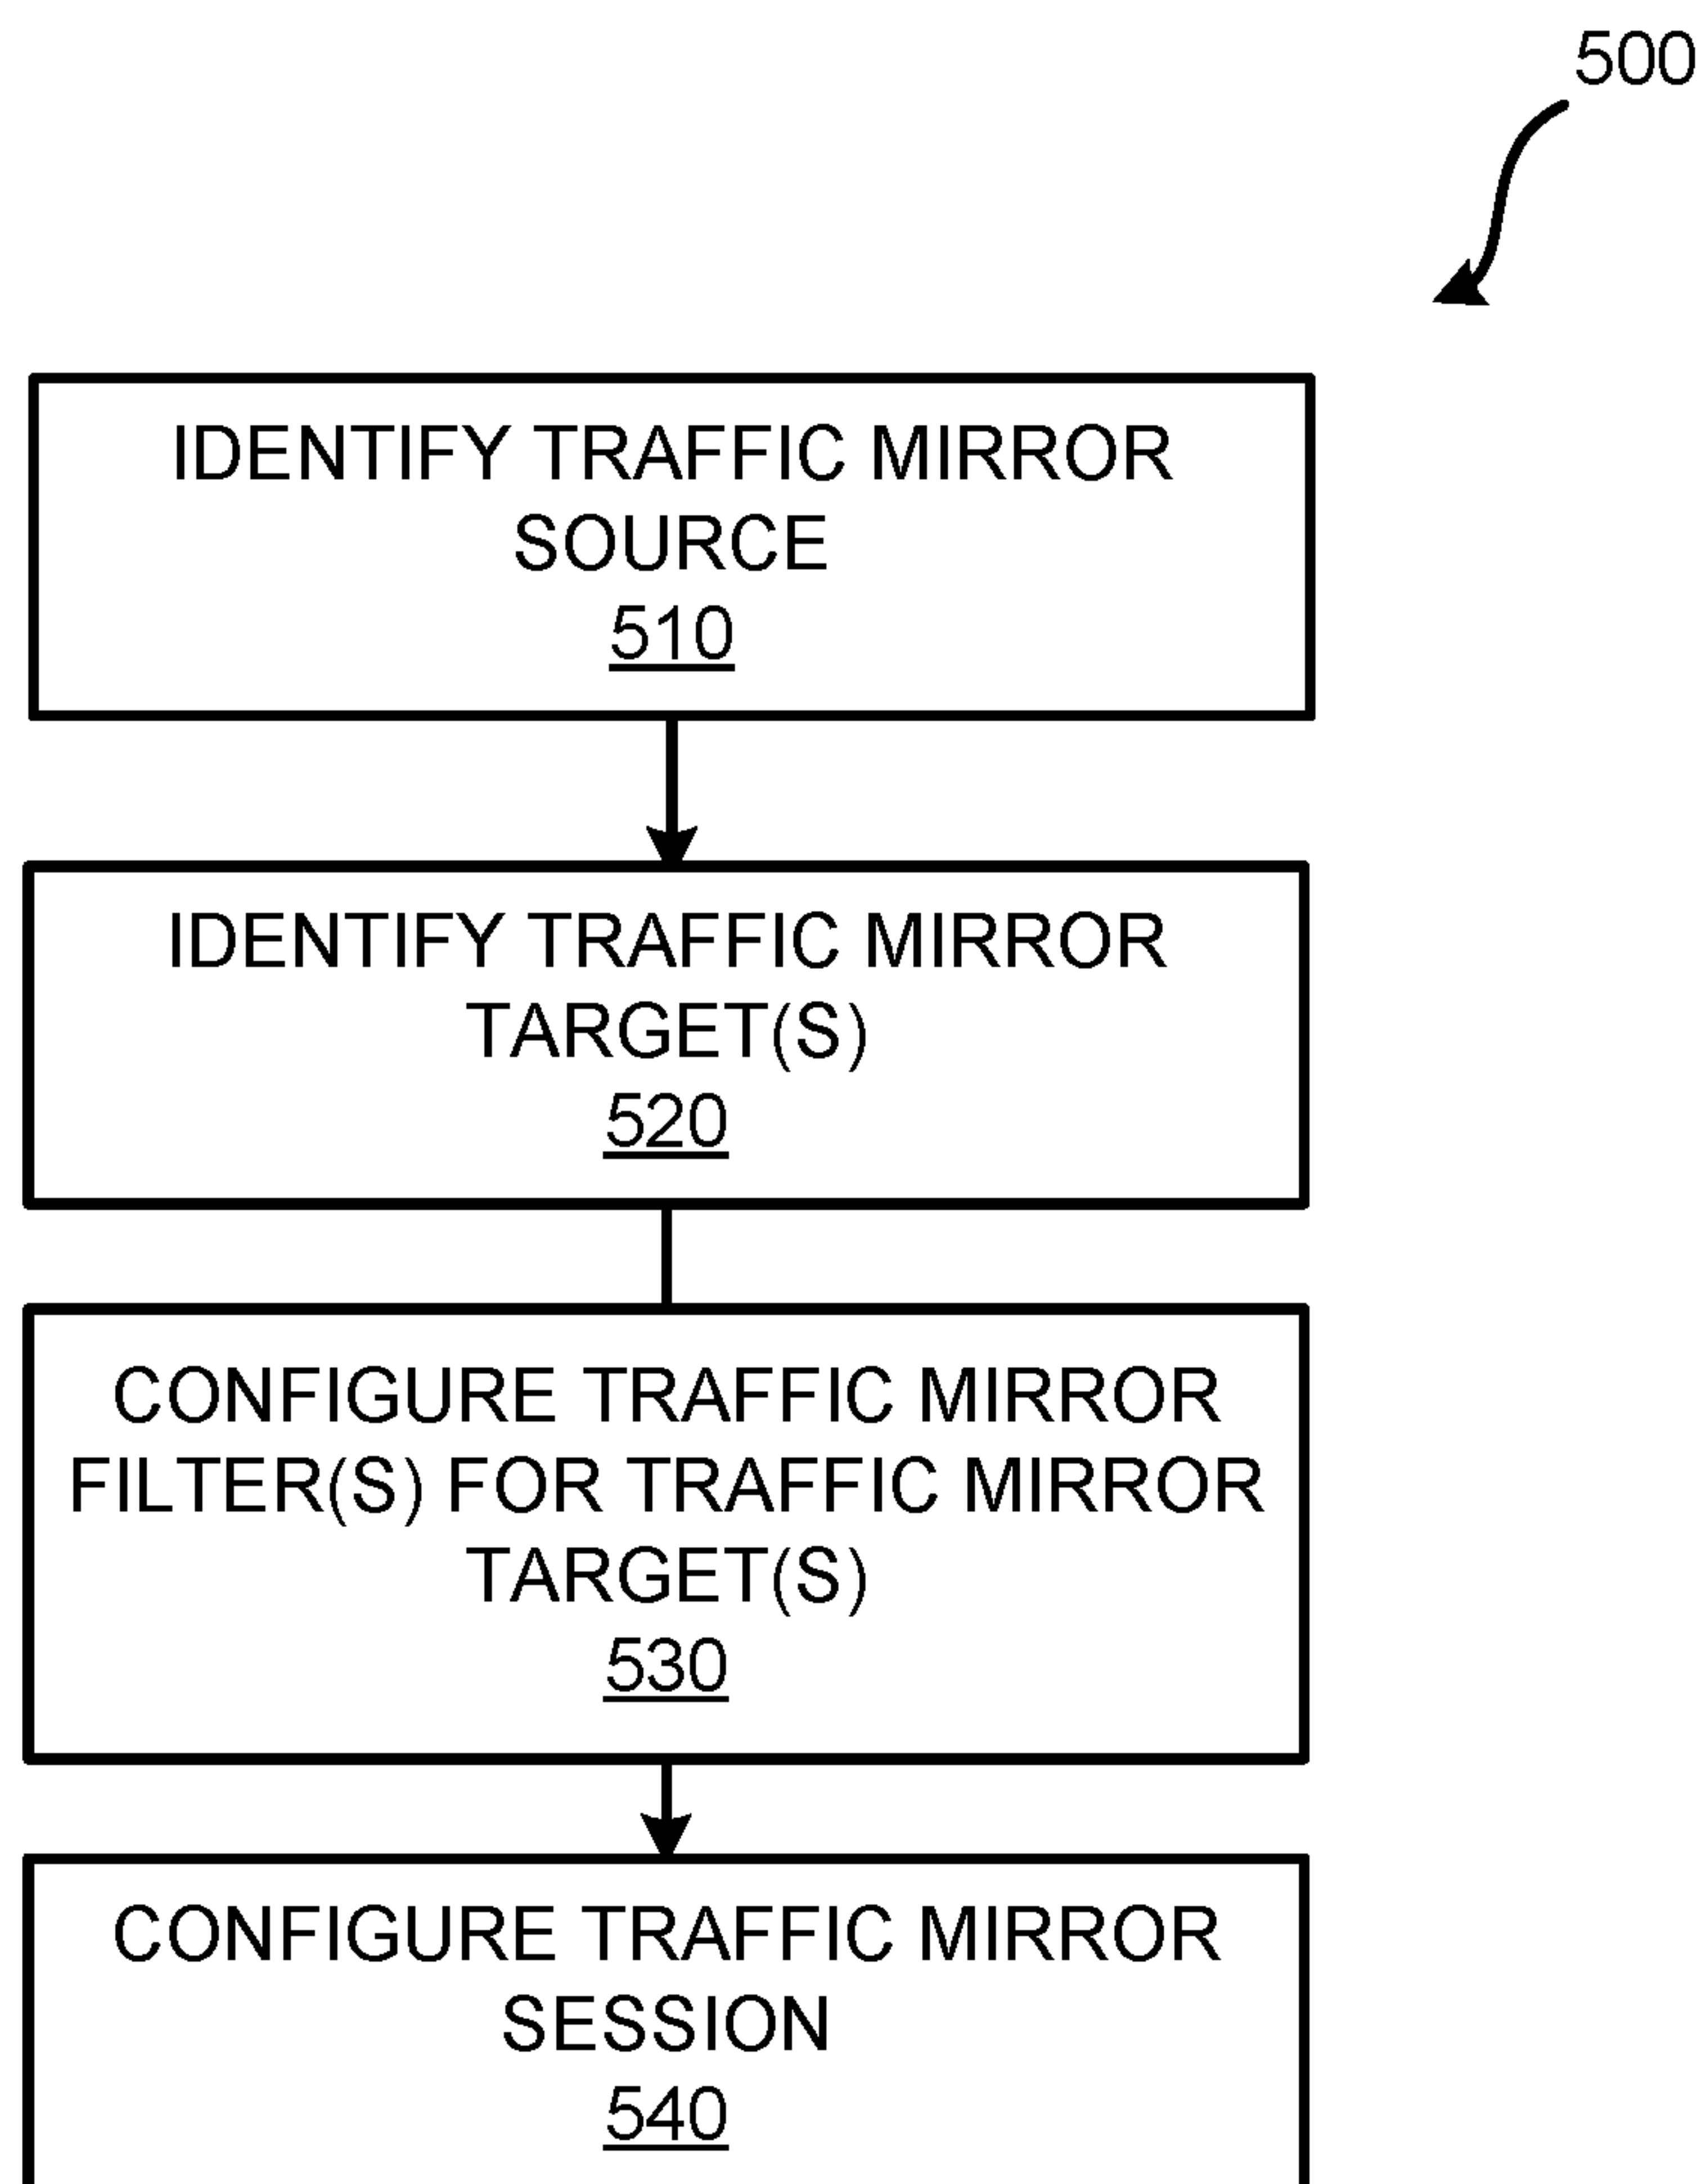 500
IDENTIFY TRAFFIC MIRROR
SOURCE
510
IDENTIFY TRAFFIC MIRROR
TARGET(S)
520
CONFIGURE TRAFFIC MIRROR
FILTER(S) FOR TRAFFIC MIRROR
TARGET(S)
530
CONFIGURE TRAFFIC MIRROR
SESSION
540